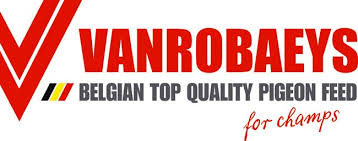 VANROBAEYS
BELGIAN TOP QUALITY PIGEON FEED
for champs